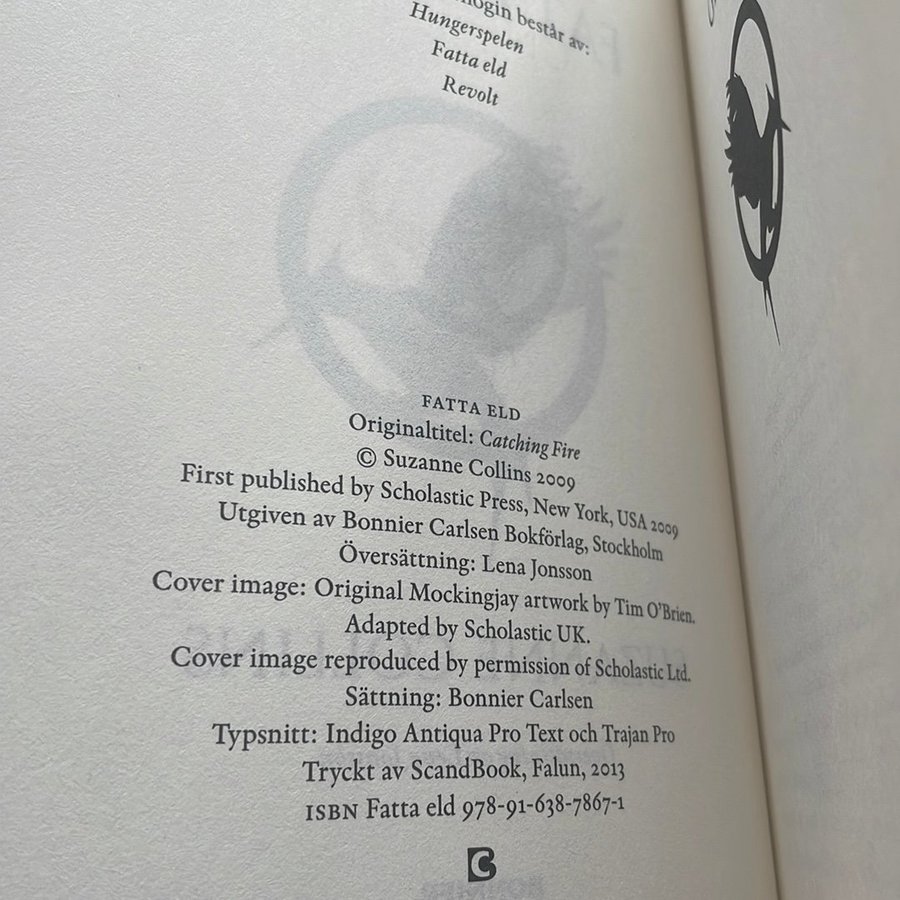 består av:
Hungerspelen
Fatta eld
Revolt
FATTA ELD
Originaltitel: Catching Fire
© Suzanne Collins 2009
First published by Scholastic Press, New York, USA 2009
Utgiven av Bonnier Carlsen Bokförlag, Stockholm
Översättning: Lena Jonsson
Cover image: Original Mockingjay artwork by Tim O'Brien.
Adapted by Scholastic UK.
Cover image reproduced by permission of Scholastic Ltd.
Sättning: Bonnier Carlsen
Typsnitt: Indigo Antiqua Pro Text och Trajan Pro
Tryckt av ScandBook, Falun, 2013
ISBN Fatta eld 978-91-638-7867-1